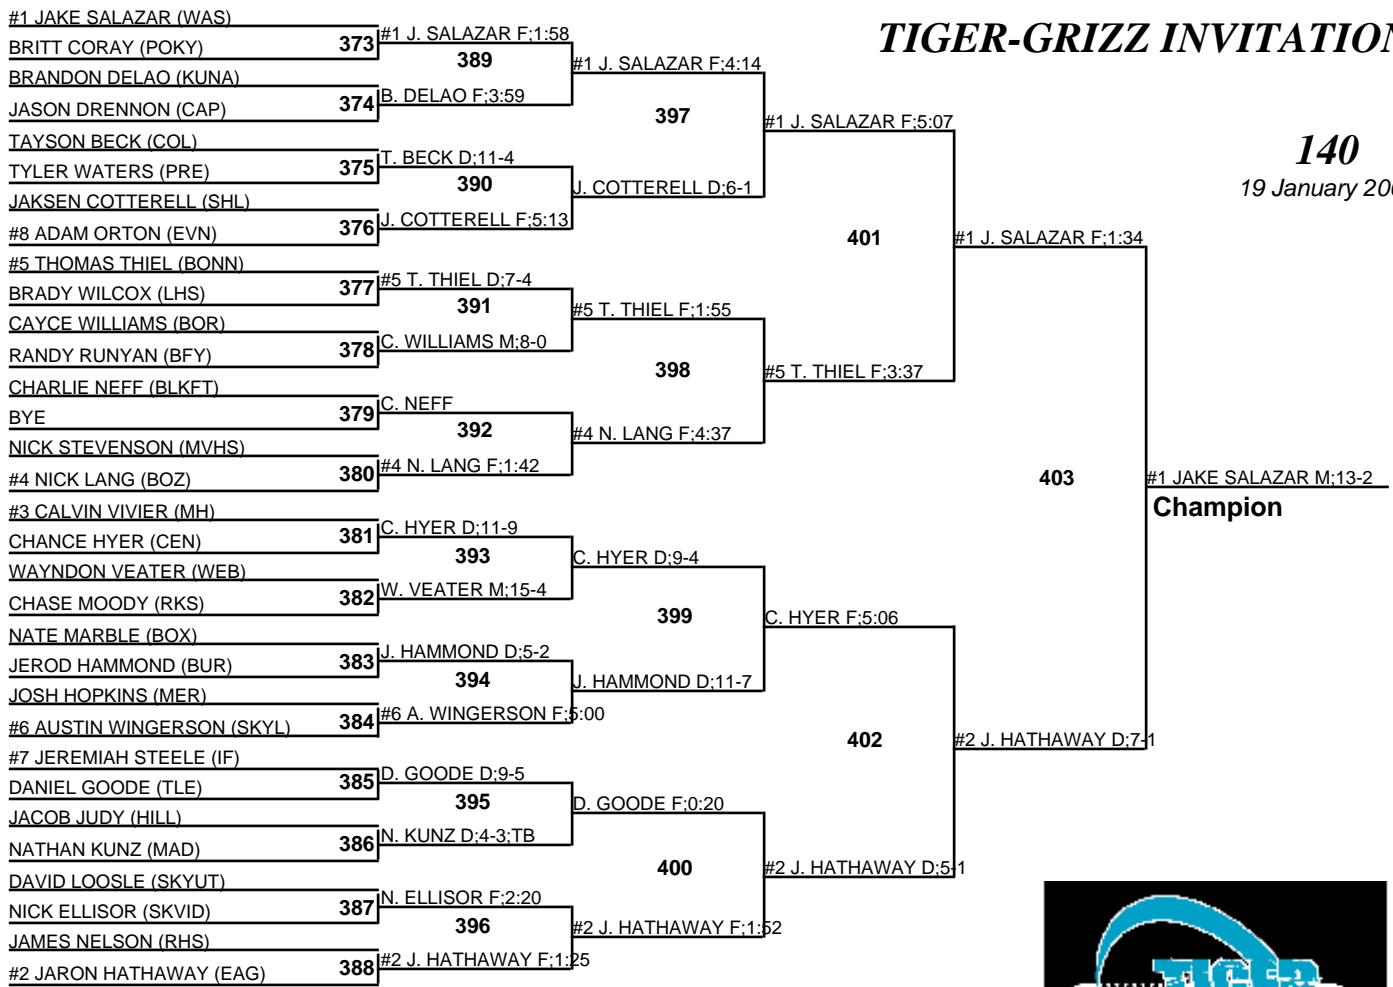 TIGER-GRIZZ INVITATION
140
19 January 200
#1 JAKE SALAZAR (WAS)
BRITT CORAY (POKY)
BRANDON DELAO (KUNA)
JASON DRENNON (CAP)
TAYSON BECK (COL)
TYLER WATERS (PRE)
JAKSEN COTTERELL (SHL)
#8 ADAM ORTON (EVN)
#5 THOMAS THIEL (BONN)
BRADY WILCOX (LHS)
CAYCE WILLIAMS (BOR)
RANDY RUNYAN (BFY)
CHARLIE NEFF (BLKFT)
BYE
NICK STEVENSON (MVHS)
#4 NICK LANG (BOZ)
#3 CALVIN VIVIER (MH)
CHANCE HYER (CEN)
WAYNDON VEATER (WEB)
CHASE MOODY (RKS)
NATE MARBLE (BOX)
JEROD HAMMOND (BUR)
JOSH HOPKINS (MER)
#6 AUSTIN WINGERSON (SKYL)
#7 JEREMIAH STEELE (IF)
DANIEL GOODE (TLE)
JACOB JUDY (HILL)
NATHAN KUNZ (MAD)
DAVID LOOSLE (SKYUT)
NICK ELLISOR (SKVID)
JAMES NELSON (RHS)
#2 JARON HATHAWAY (EAG)
373
374
375
376
377
378
379
380
381
382
383
384
385
386
387
388
#1 J. SALAZAR F;1:58
B. DELAO F;3:59
T. BECK D;11-4
J. COTTERELL F;5:13
#5 T. THIEL D;7-4
C. WILLIAMS M;8-0
C. NEFF
#4 N. LANG F;1:42
C. HYER D;11-9
W. VEATER M;15-4
J. HAMMOND D;5-2
#6 A. WINGERSON F;5:00
D. GOODE D;9-5
N. KUNZ D;4-3;TB
N. ELLISOR F;2:20
#2 J. HATHAWAY F;1:25
389
390
391
392
393
394
395
396
#1 J. SALAZAR F;4:14
J. COTTERELL D;6-1
#5 T. THIEL F;1:55
#4 N. LANG F;4:37
C. HYER D;9-4
J. HAMMOND D;11-7
D. GOODE F;0:20
#2 J. HATHAWAY F;1:52
397
398
399
400
#1 J. SALAZAR F;5:07
#5 T. THIEL F;3:37
C. HYER F;5:06
#2 J. HATHAWAY D;5-1
401
402
#1 J. SALAZAR F;1:34
#2 J. HATHAWAY D;7-1
403
#1 JAKE SALAZAR M;13-2
Champion
TIGER